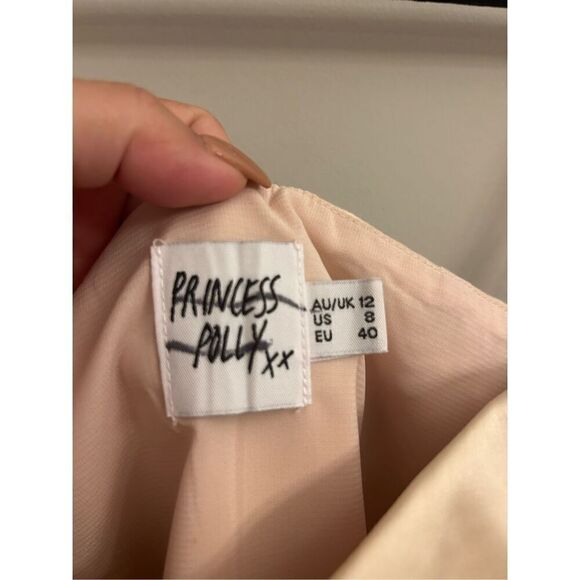 PRINCESS
POLLY xx
AU/UK 12
US 8
EU 40